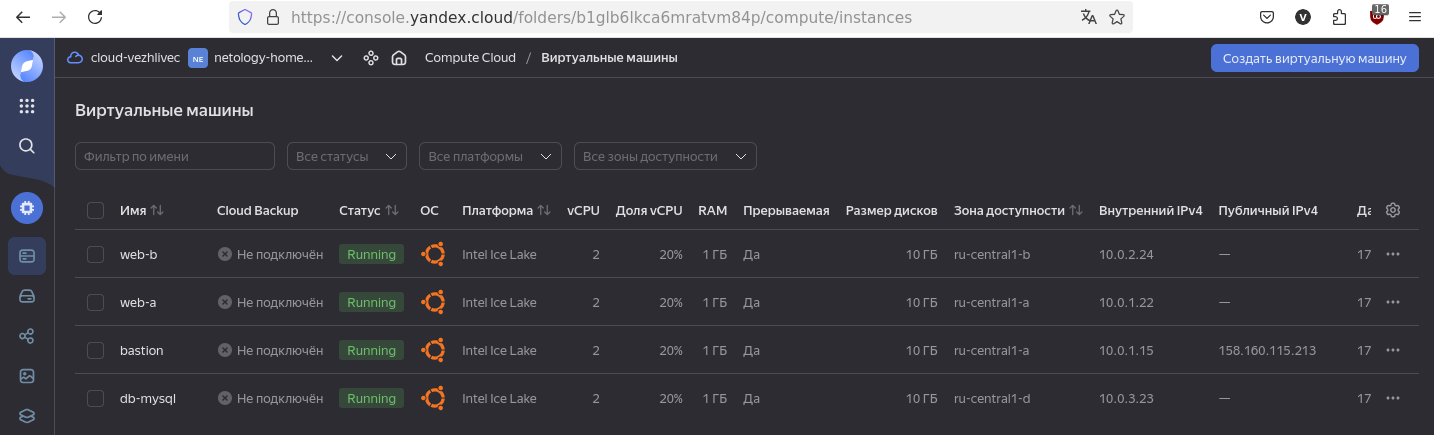 https://console.yandex.cloud/folders/b1glb6lkca6mratvm84p/compute/instances
V
16
cloud-vezhlivec NE netology-home... Compute Cloud / Виртуальные машины Создать виртуальную машину
Виртуальные машины
Фильтр по имени Все статусы Все платформы Все зоны доступности
Имя Cloud Backup Статус ОС Платформа vCPU Доля vCPU RAM Прерываемая Размер дисков Зона доступности Внутренний IPv4 Публичный IPv4 Да
web-b Не подключён Running Intel Ice Lake 2 20% 1 ГБ Да 10 ГБ ru-central1-b 10.0.2.24 — 17
web-a Не подключён Running Intel Ice Lake 2 20% 1 ГБ Да 10 ГБ ru-central1-a 10.0.1.22 — 17
bastion Не подключён Running Intel Ice Lake 2 20% 1 ГБ Да 10 ГБ ru-central1-a 10.0.1.15 158.160.115.213 17
db-mysql Не подключён Running Intel Ice Lake 2 20% 1 ГБ Да 10 ГБ ru-central1-d 10.0.3.23 — 17